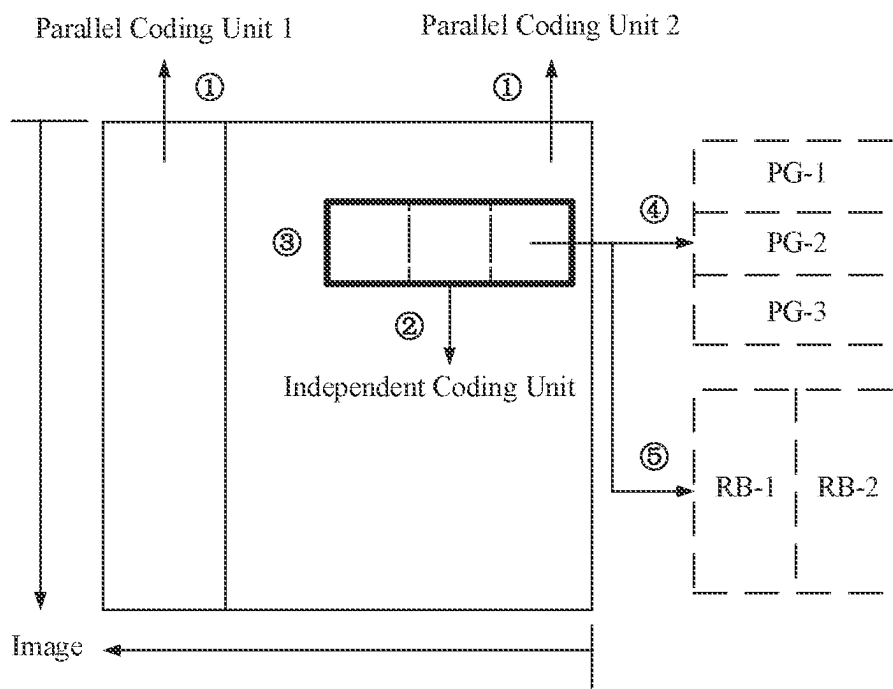 Parallel Coding Unit 1
Parallel Coding Unit 2
①
①
PG-1
④
③
PG-2
②
PG-3
Independent Coding Unit
⑤
RB-1
RB-2
Image